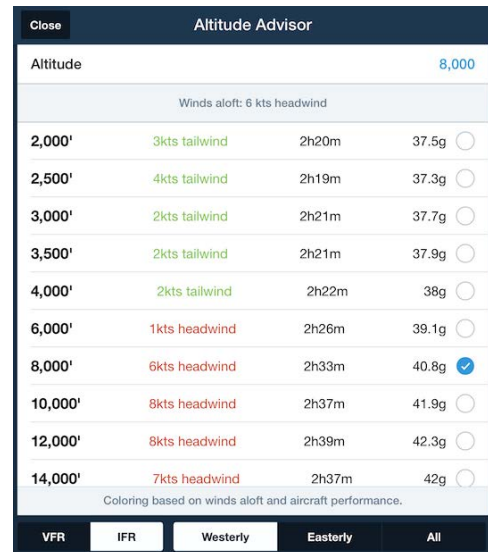 Close Altitude Advisor
Altitude 8,000
Winds aloft: 6 kts headwind
2,000' 3kts tailwind 2h20m 37.5g
2,500' 4kts tailwind 2h19m 37.3g
3,000' 2kts tailwind 2h21m 37.7g
3,500' 2kts tailwind 2h21m 37.9g
4,000' 2kts tailwind 2h22m 38g
6,000' 1kts headwind 2h26m 39.1g
8,000' 6kts headwind 2h33m 40.8g
10,000' 8kts headwind 2h37m 41.9g
12,000' 8kts headwind 2h39m 42.3g
14,000' 7kts headwind 2h37m 42g
Coloring based on winds aloft and aircraft performance.
VFR IFR Westerly Easterly All